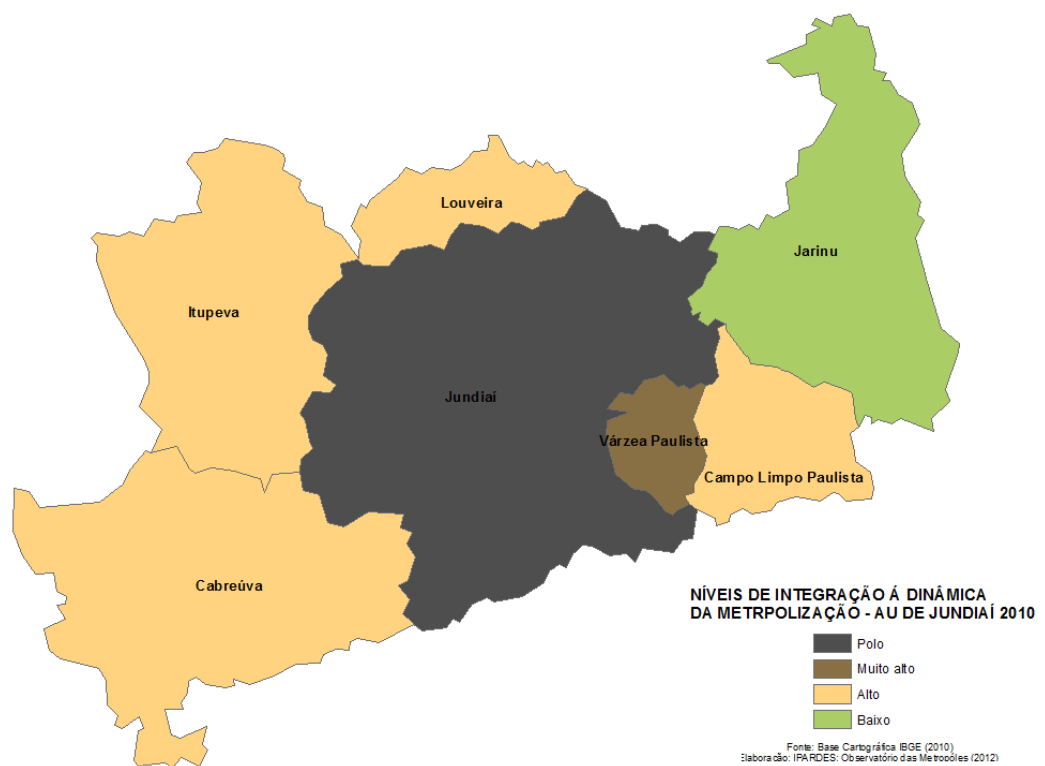 Louveira
Jarinu
Itupeva
Jundiaí
Várzea Paulista
Campo Limpo Paulista
Cabreúva
NÍVEIS DE INTEGRAÇÃO Á DINÂMICA
DA METRPOLIZAÇÃO - AU DE JUNDIAÍ 2010
Polo
Muito alto
Alto
Baixo
Fonte: Base Cartográfica IBGE (2010)
Elaboração: IPARDES: Observatório das Metropóles (2012)